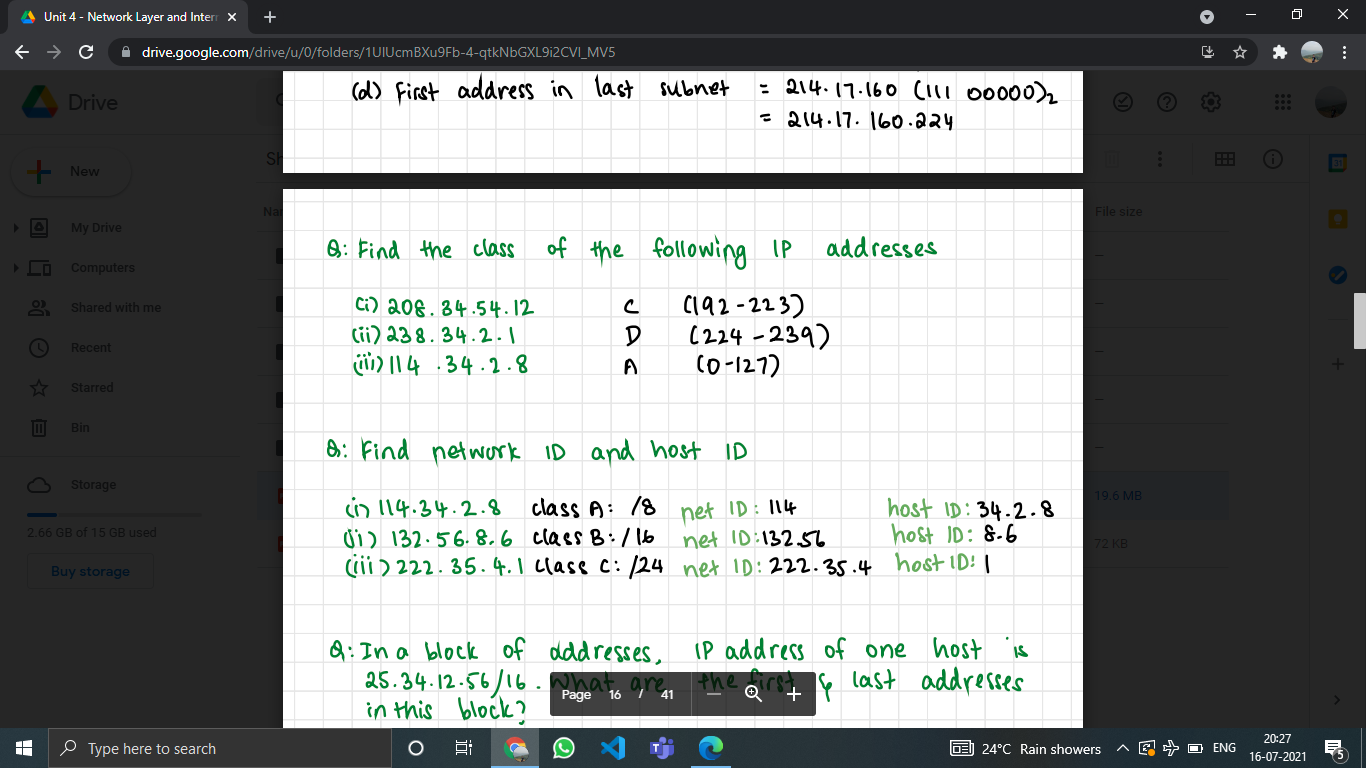 Unit 4 - Network Layer and Inter
drive.google.com/drive/u/0/folders/1UIUcmBXu9Fb-4-qtkNbGXL9i2CVI_MV5
Drive
New
My Drive
Computers
Shared with me
Recent
Starred
Bin
Storage
2.66 GB of 15 GB used
Buy storage
Sh
Nar
File size
19.6 MB
72 KB
(d) First address in last subnet = 214.17.160 (111 00000)₂
= 214.17.160.224
Q: Find the class of the following IP addresses
(i) 208.34.54.12 C (192-223)
(ii) 238.34.2.1 D (224-239)
(iii) 114.34.2.8 A (0-127)
Q: Find network ID and host ID
(i) 114.34.2.8 class A: /8 net ID: 114 host ID: 34.2.8
(ii) 132.56.8.6 class B: /16 net ID: 132.56 host ID: 8.6
(iii) 222.35.4.1 class C: /24 net ID: 222.35.4 host ID: 1
Q: In a block of addresses, IP address of one host is
25.34.12.56/16. What are the first & last addresses
in this block?
Page 16 / 41
Type here to search
24°C Rain showers
ENG
20:27
16-07-2021
5